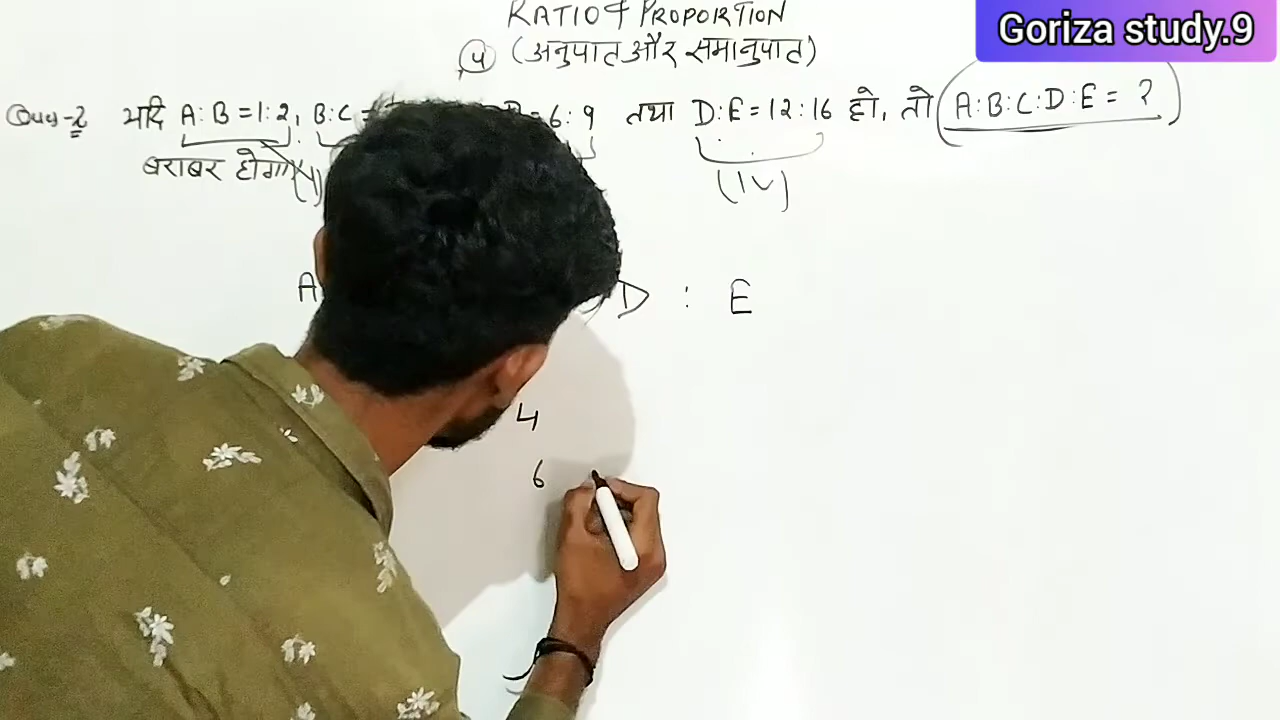 RATIO & PROPORTION
Goriza study.9
(4) (अनुपात और समानुपात)
Ques-2 यदि A:B=1:2, B:C= =6:9 तथा D:E=12:16 हो, तो A:B:C:D:E=?
बराबर होगा
(IV)
A D : E
4
6